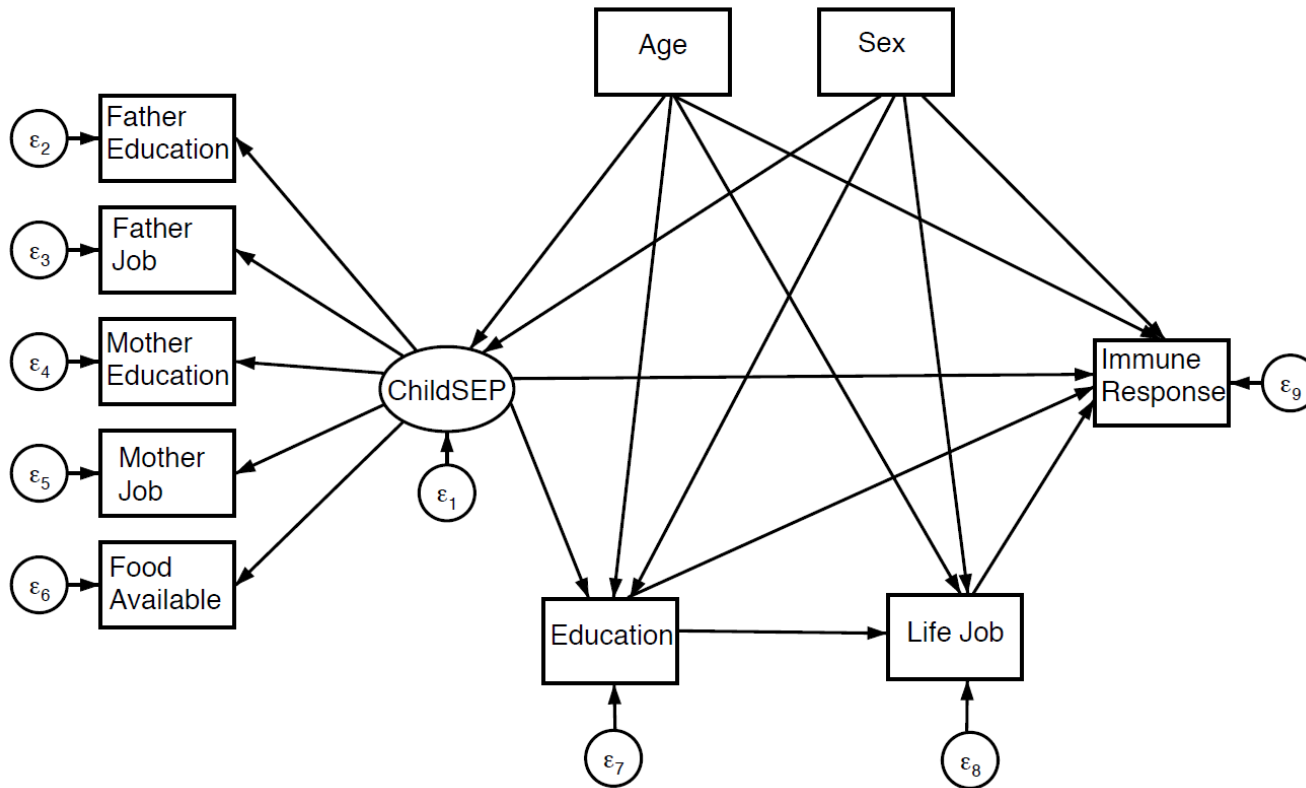 Age
Sex
Father
Education
ε2
Father
Job
ε3
Mother
Education
ε4
ChildSEP
Immune
Response
ε9
Mother
Job
ε5
ε1
Food
Available
ε6
Education
Life Job
ε7
ε8